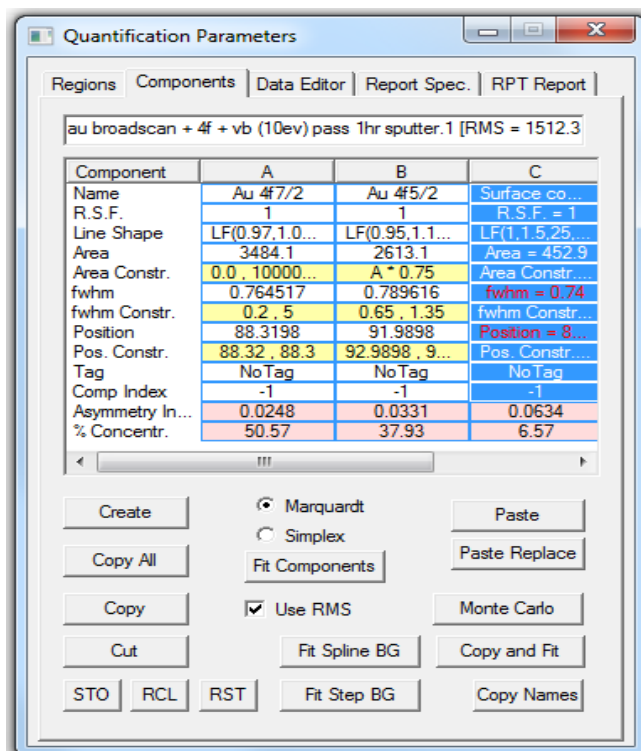 Quantification Parameters
Regions Components Data Editor Report Spec. RPT Report
au broadscan + 4f + vb (10ev) pass 1hr sputter.1 [RMS = 1512.3
Component A B C
Name Au 4f7/2 Au 4f5/2 Surface co...
R.S.F. 1 1 R.S.F. = 1
Line Shape LF(0.97,1.0... LF(0.95,1.1... LF(1,1.5,25,...
Area 3484.1 2613.1 Area = 452.9
Area Constr. 0.0 , 10000... A * 0.75 Area Constr....
fwhm 0.764517 0.789616 fwhm = 0.74
fwhm Constr. 0.2 , 5 0.65 , 1.35 fwhm Constr...
Position 88.3198 91.9898 Position = 8...
Pos. Constr. 88.32 , 88.3 92.9898 , 9... Pos. Constr....
Tag NoTag NoTag NoTag
Comp Index -1 -1 -1
Asymmetry In... 0.0248 0.0331 0.0634
% Concentr. 50.57 37.93 6.57
Create Marquardt Paste
Simplex
Copy All Fit Components Paste Replace
Copy Use RMS Monte Carlo
Cut Fit Spline BG Copy and Fit
STO RCL RST Fit Step BG Copy Names